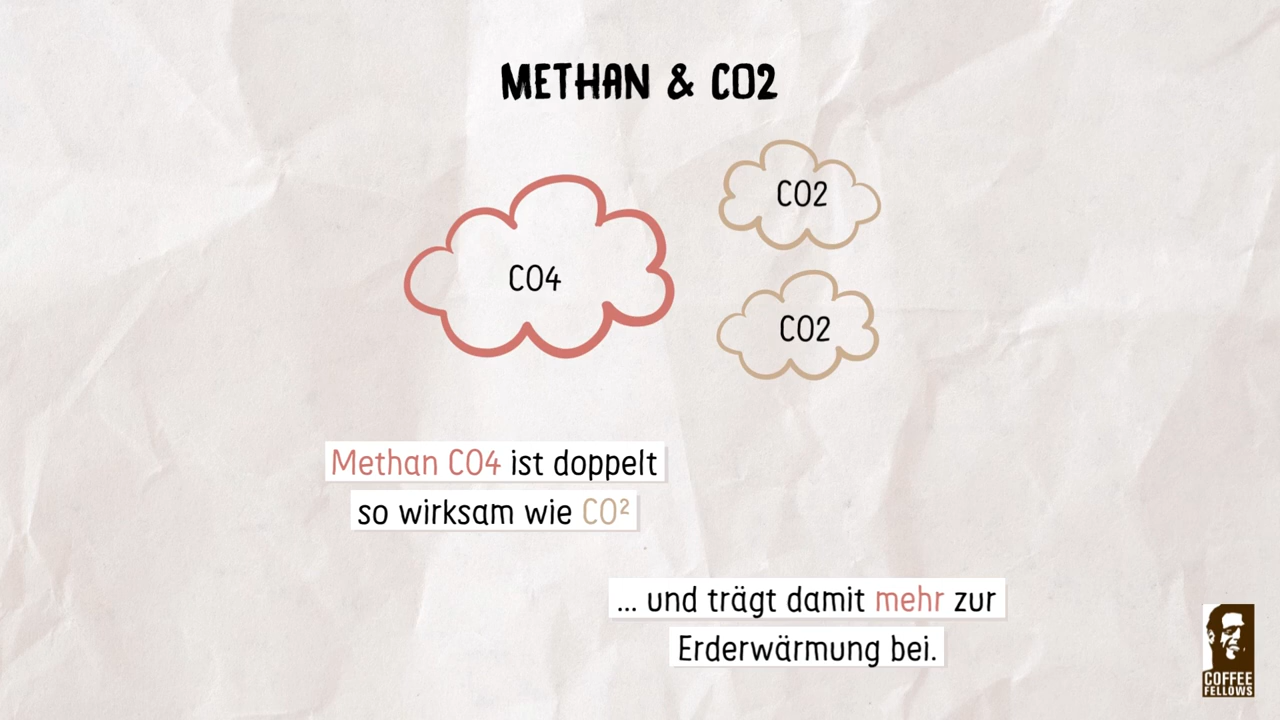 METHAN & CO2
CO2
CO4
CO2
Methan CO4 ist doppelt
so wirksam wie CO²
... und trägt damit mehr zur
Erderwärmung bei.
COFFEE
FELLOWS